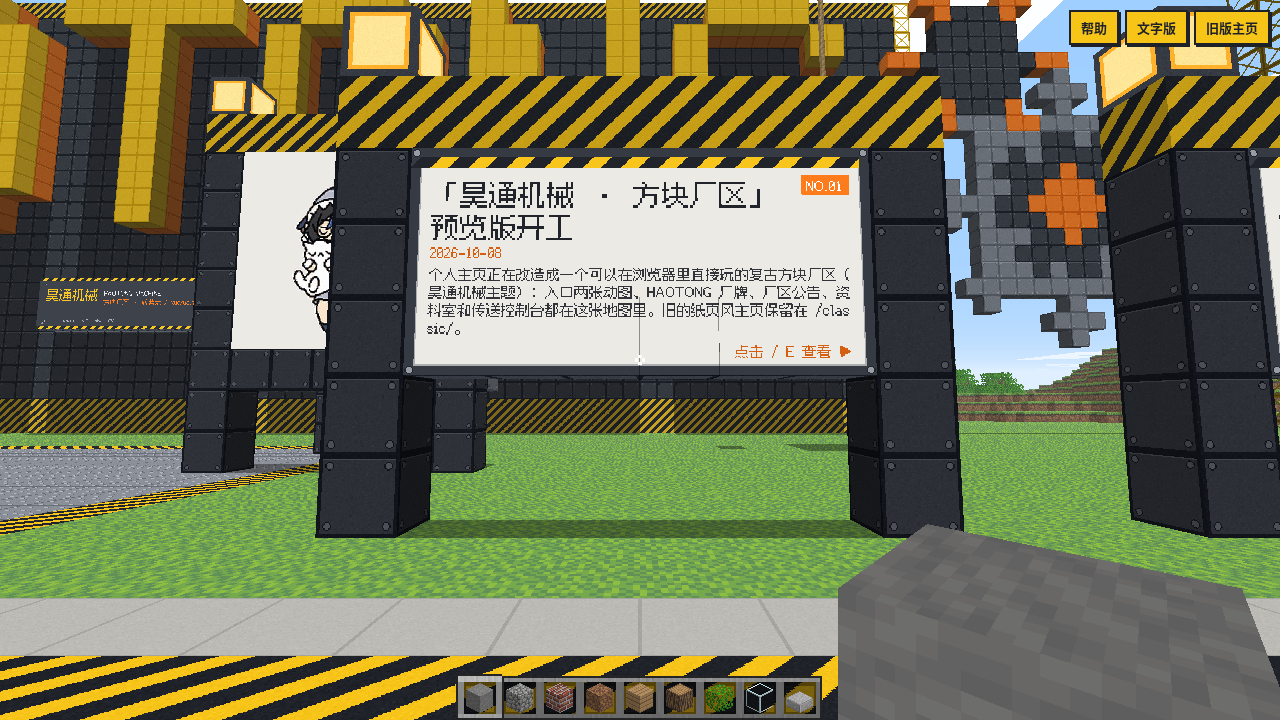 帮助
文字版
旧版主页
「昊通机械 · 方块厂区」
预览版开工
NO.01
2026-10-08
个人主页正在改造成一个可以在浏览器里直接玩的复古方块厂区（
昊通机械主题）：入口两张动图、HAOTONG 厂牌、厂区公告、资
料室和传送控制台都在这张地图里。旧的纸页风主页保留在 /clas
sic/。
点击 / E 查看 ▶
昊通机械